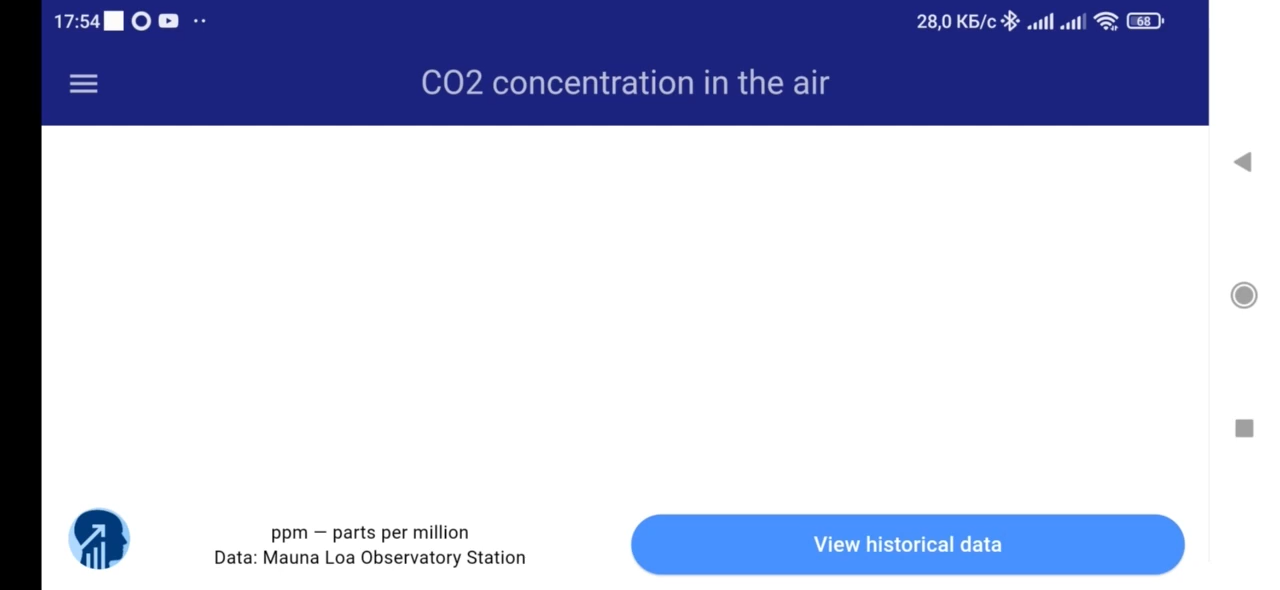 17:54 28,0 КБ/с 68
CO2 concentration in the air
ppm — parts per million
Data: Mauna Loa Observatory Station
View historical data